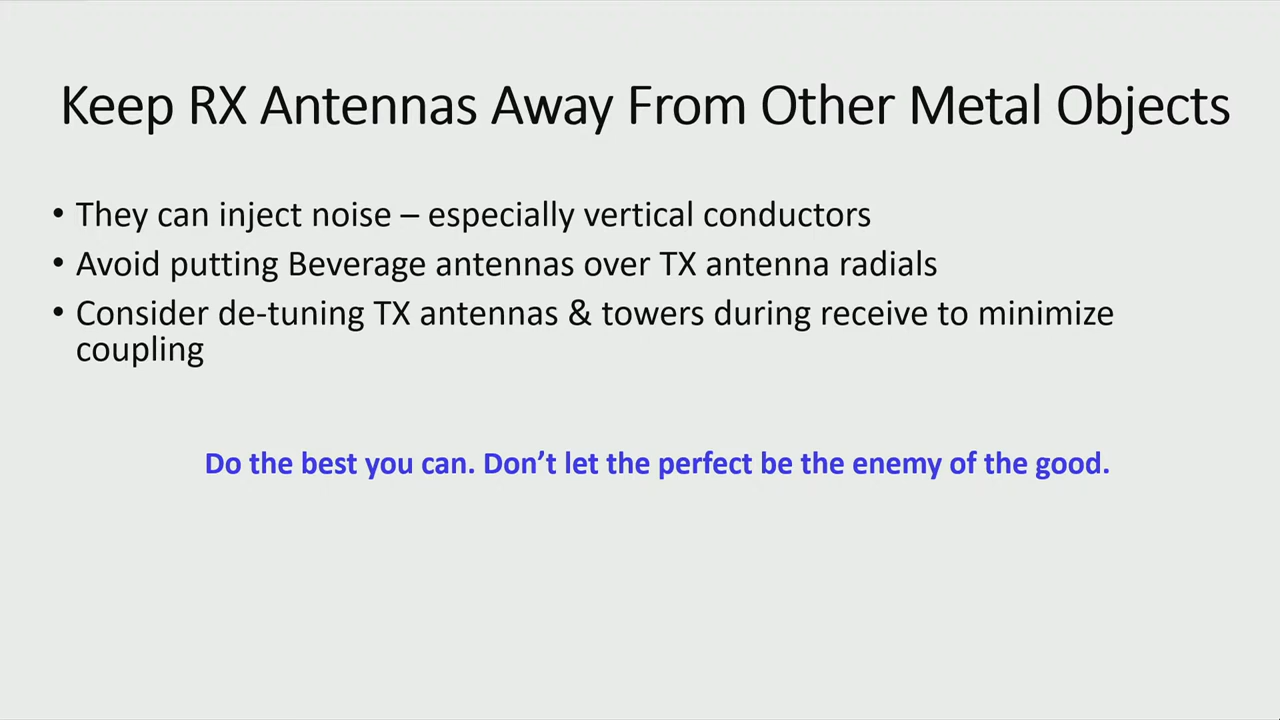 Keep RX Antennas Away From Other Metal Objects
• They can inject noise – especially vertical conductors
• Avoid putting Beverage antennas over TX antenna radials
• Consider de-tuning TX antennas & towers during receive to minimize
coupling
Do the best you can. Don’t let the perfect be the enemy of the good.